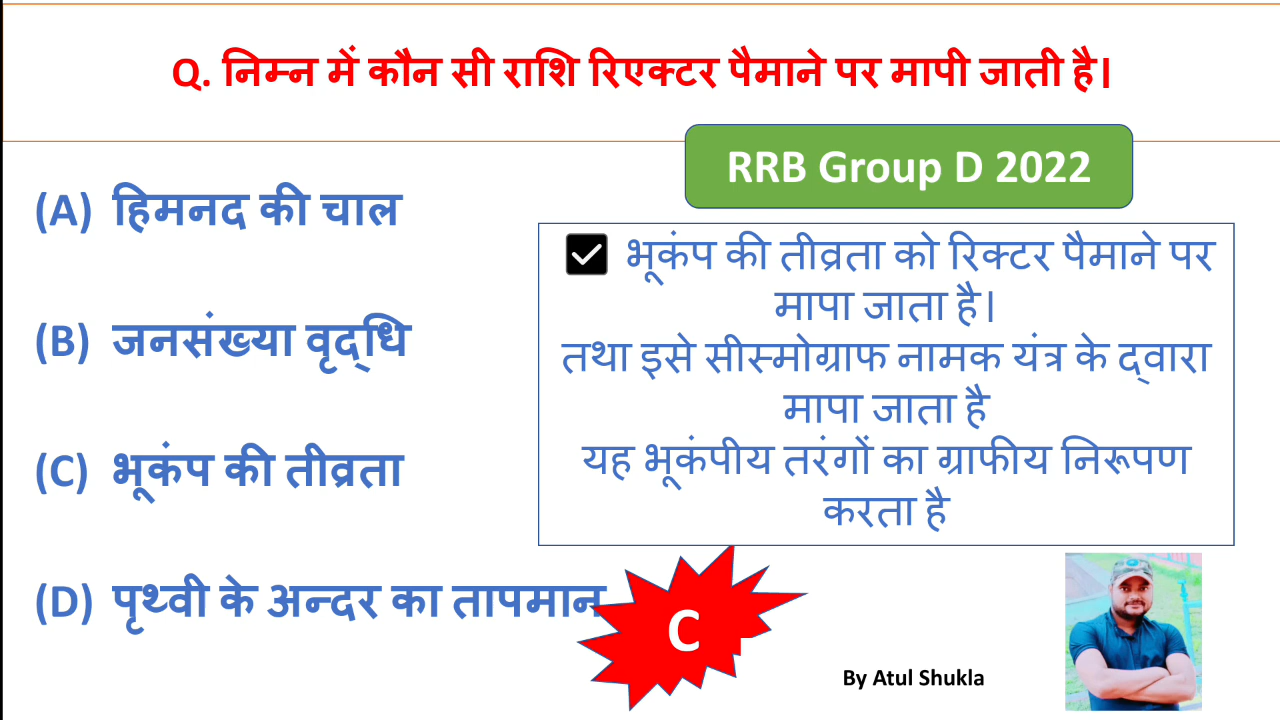 Q. निम्न में कौन सी राशि रिएक्टर पैमाने पर मापी जाती है।
RRB Group D 2022
(A) हिमनद की चाल
(B) जनसंख्या वृद्धि
(C) भूकंप की तीव्रता
(D) पृथ्वी के अन्दर का तापमान
भूकंप की तीव्रता को रिक्टर पैमाने पर
मापा जाता है।
तथा इसे सीस्मोग्राफ नामक यंत्र के द्वारा
मापा जाता है
यह भूकंपीय तरंगों का ग्राफीय निरूपण
करता है
C
By Atul Shukla